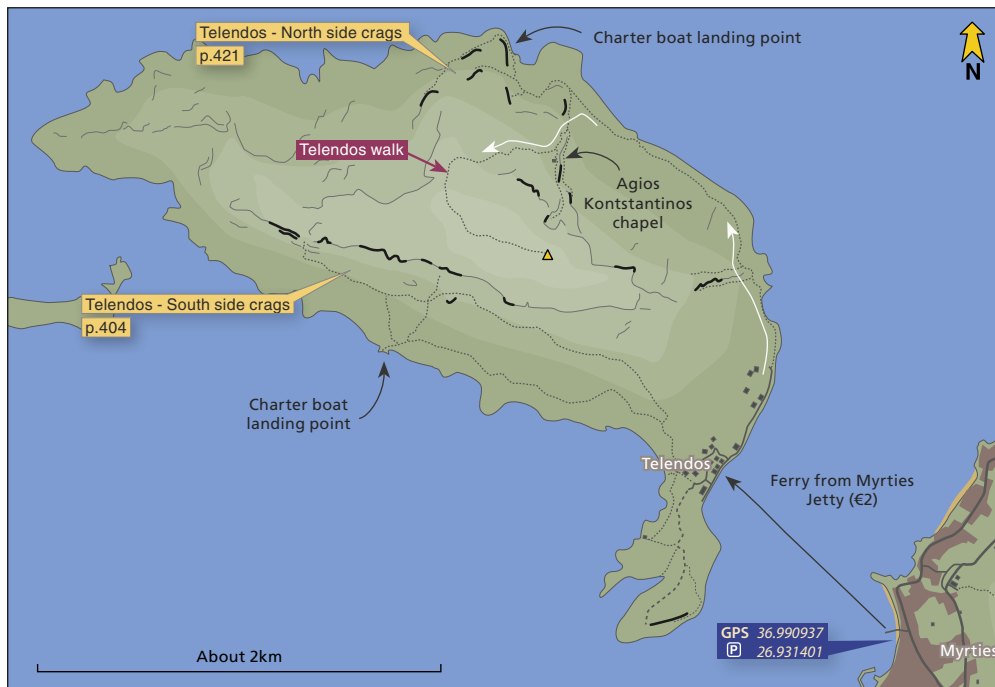 Telendos - North side crags
p.421
Charter boat landing point
N
Telendos walk
Agios
Kontstantinos
chapel
Telendos - South side crags
p.404
Charter boat
landing point
Telendos
Ferry from Myrties
Jetty (€2)
GPS 36.990937
P 26.931401
Myrties
About 2km